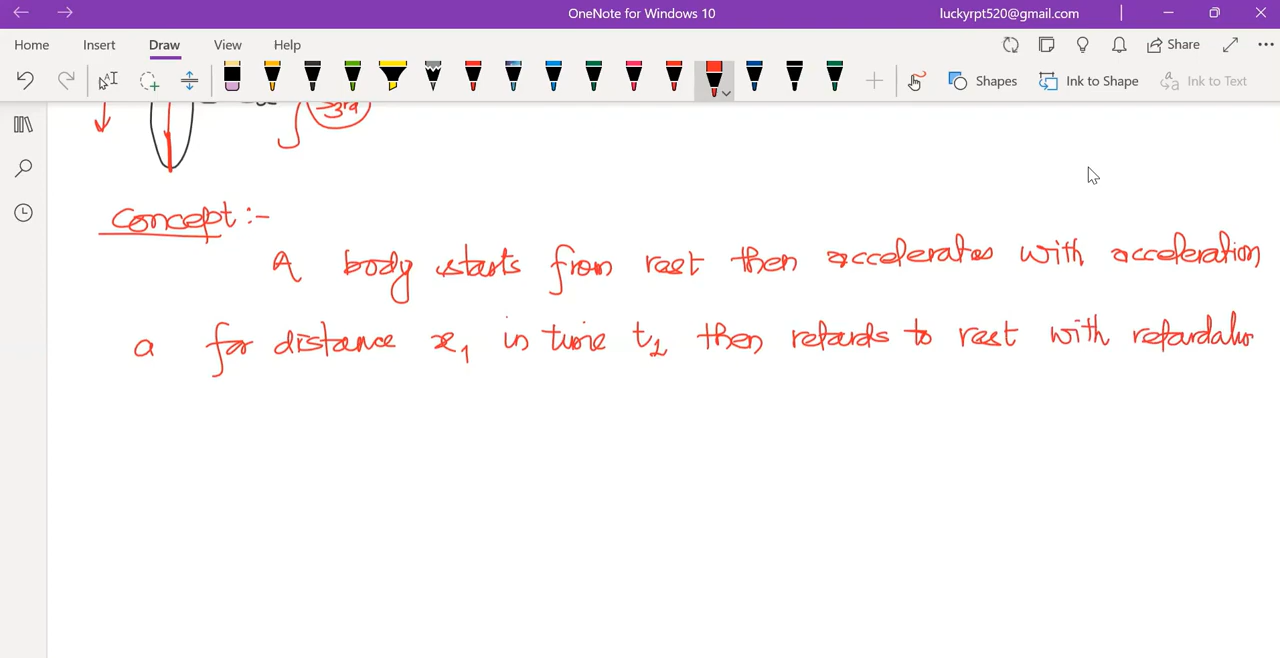 OneNote for Windows 10
luckyrpt520@gmail.com
Home Insert Draw View Help
Share
Shapes Ink to Shape Ink to Text
3rd
Concept :-
A body starts from rest then accelerates with acceleration
a for distance x1 in time t1 then retards to rest with retardatio